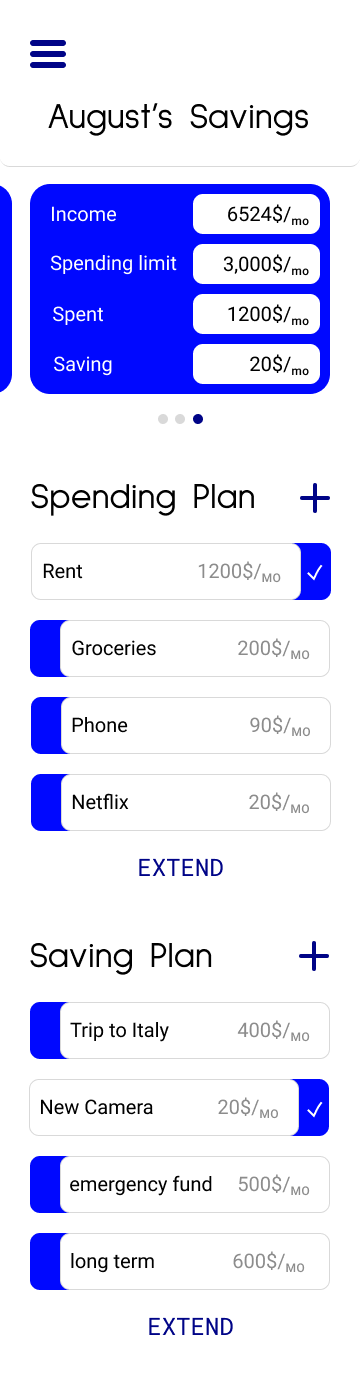 August's Savings
Income 6524$/mo
Spending limit 3,000$/mo
Spent 1200$/mo
Saving 20$/mo
Spending Plan
Rent 1200$/MO
Groceries 200$/MO
Phone 90$/MO
Netflix 20$/MO
EXTEND
Saving Plan
Trip to Italy 400$/MO
New Camera 20$/MO
emergency fund 500$/MO
long term 600$/MO
EXTEND